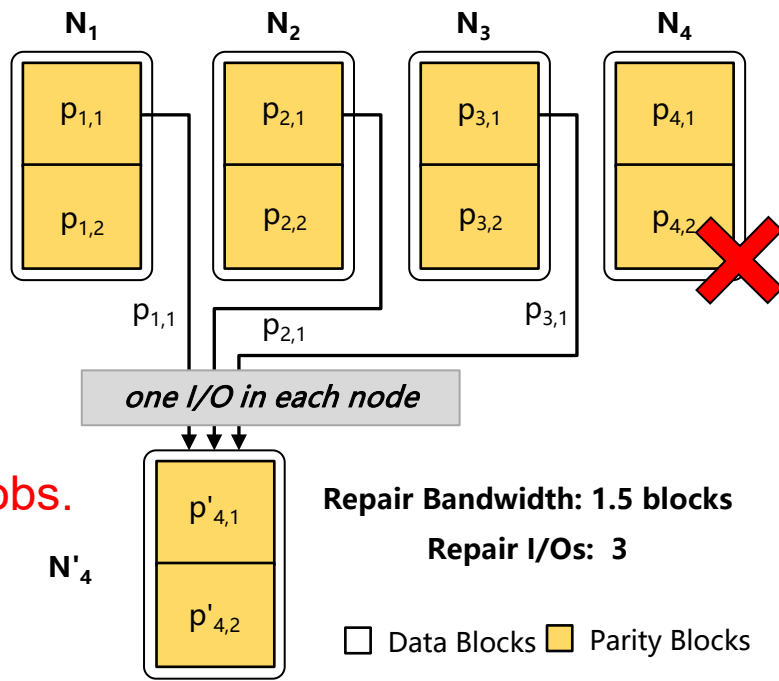 N₁ N₂ N₃ N₄
p₁,₁ p₂,₁ p₃,₁ p₄,₁
p₁,₂ p₂,₂ p₃,₂ p₄,₂
p₁,₁ p₂,₁ p₃,₁
one I/O in each node
obs.
p'₄,₁
Repair Bandwidth: 1.5 blocks
Repair I/Os: 3
N'₄
p'₄,₂
Data Blocks Parity Blocks